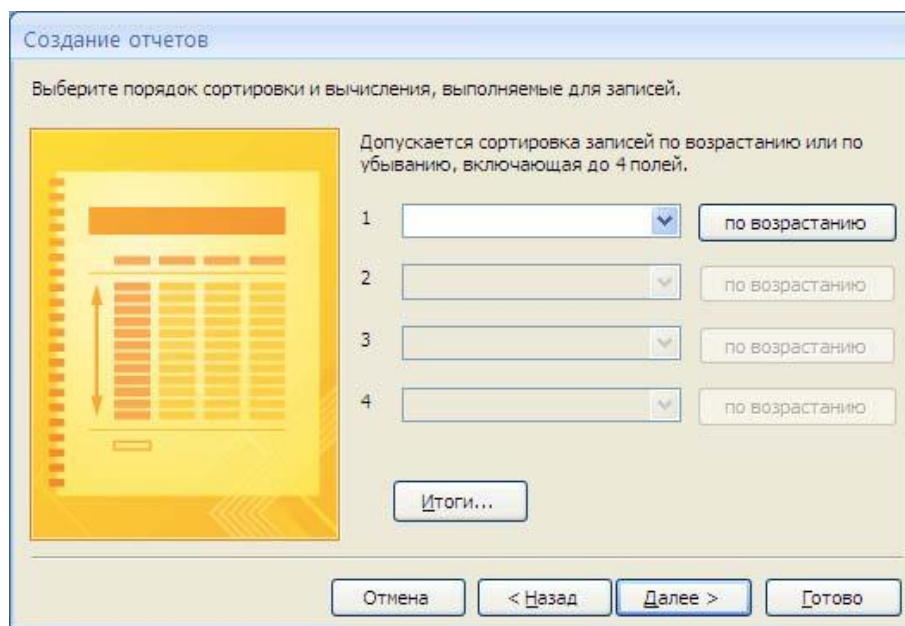 Создание отчетов
Выберите порядок сортировки и вычисления, выполняемые для записей.
Допускается сортировка записей по возрастанию или по
убыванию, включающая до 4 полей.
1 по возрастанию
2 по возрастанию
3 по возрастанию
4 по возрастанию
Итоги...
Отмена < Назад Далее > Готово